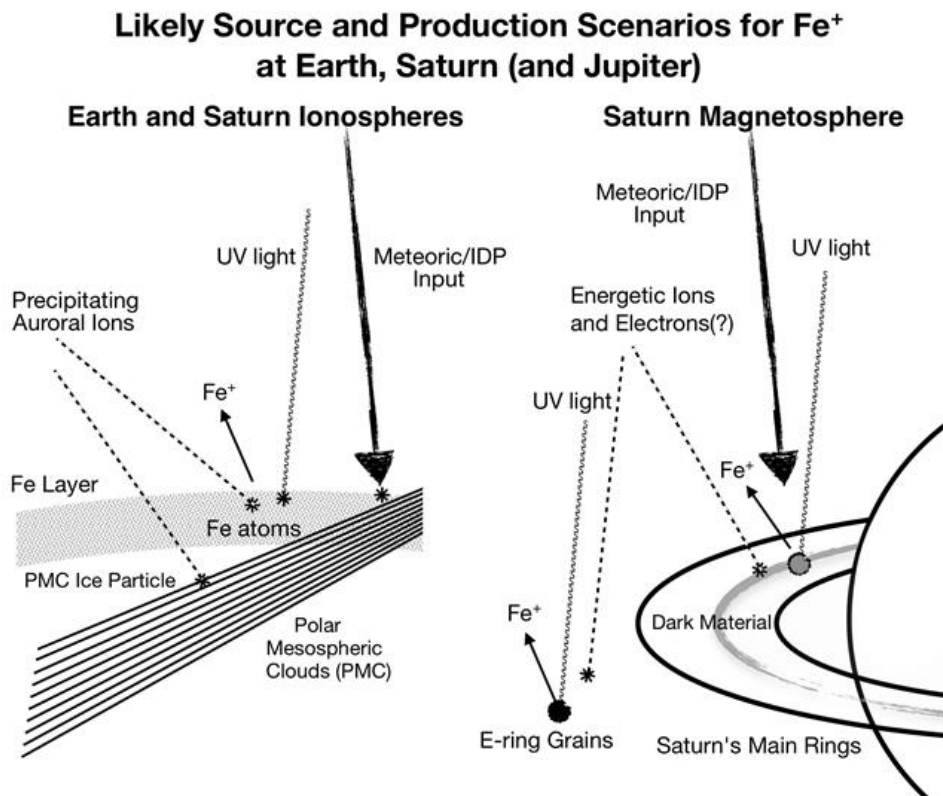 Likely Source and Production Scenarios for Fe⁺
at Earth, Saturn (and Jupiter)
Earth and Saturn Ionospheres
UV light
Meteoric/IDP
Input
Precipitating
Auroral Ions
Fe⁺
Fe Layer
Fe atoms
PMC Ice Particle
Polar
Mesospheric
Clouds (PMC)
Saturn Magnetosphere
Meteoric/IDP
Input
UV light
Energetic Ions
and Electrons(?)
UV light
Fe⁺
Fe⁺
Dark Material
E-ring Grains
Saturn's Main Rings